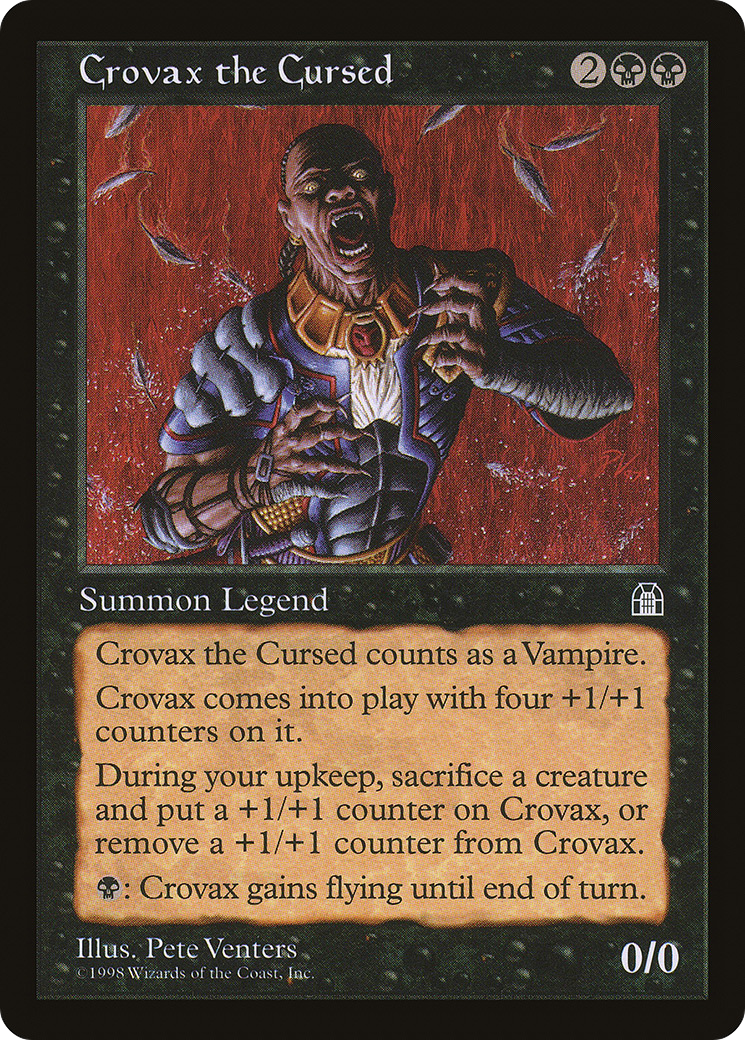 Crovax the Cursed 2
Summon Legend
Crovax the Cursed counts as a Vampire.
Crovax comes into play with four +1/+1
counters on it.
During your upkeep, sacrifice a creature
and put a +1/+1 counter on Crovax, or
remove a +1/+1 counter from Crovax.
: Crovax gains flying until end of turn.
Illus. Pete Venters
©1998 Wizards of the Coast, Inc.
0/0